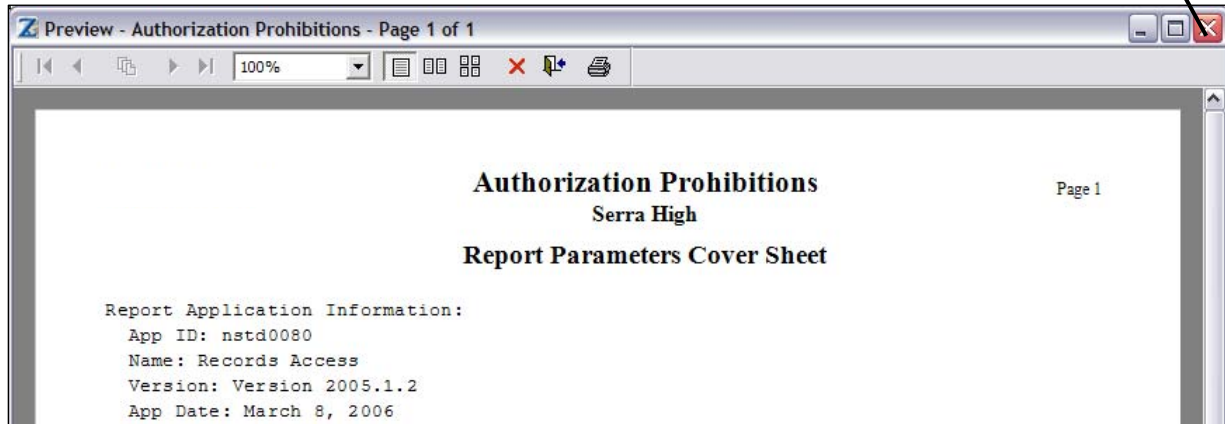 Preview - Authorization Prohibitions - Page 1 of 1
100%
Authorization Prohibitions
Page 1
Serra High
Report Parameters Cover Sheet
Report Application Information:
App ID: nstd0080
Name: Records Access
Version: Version 2005.1.2
App Date: March 8, 2006